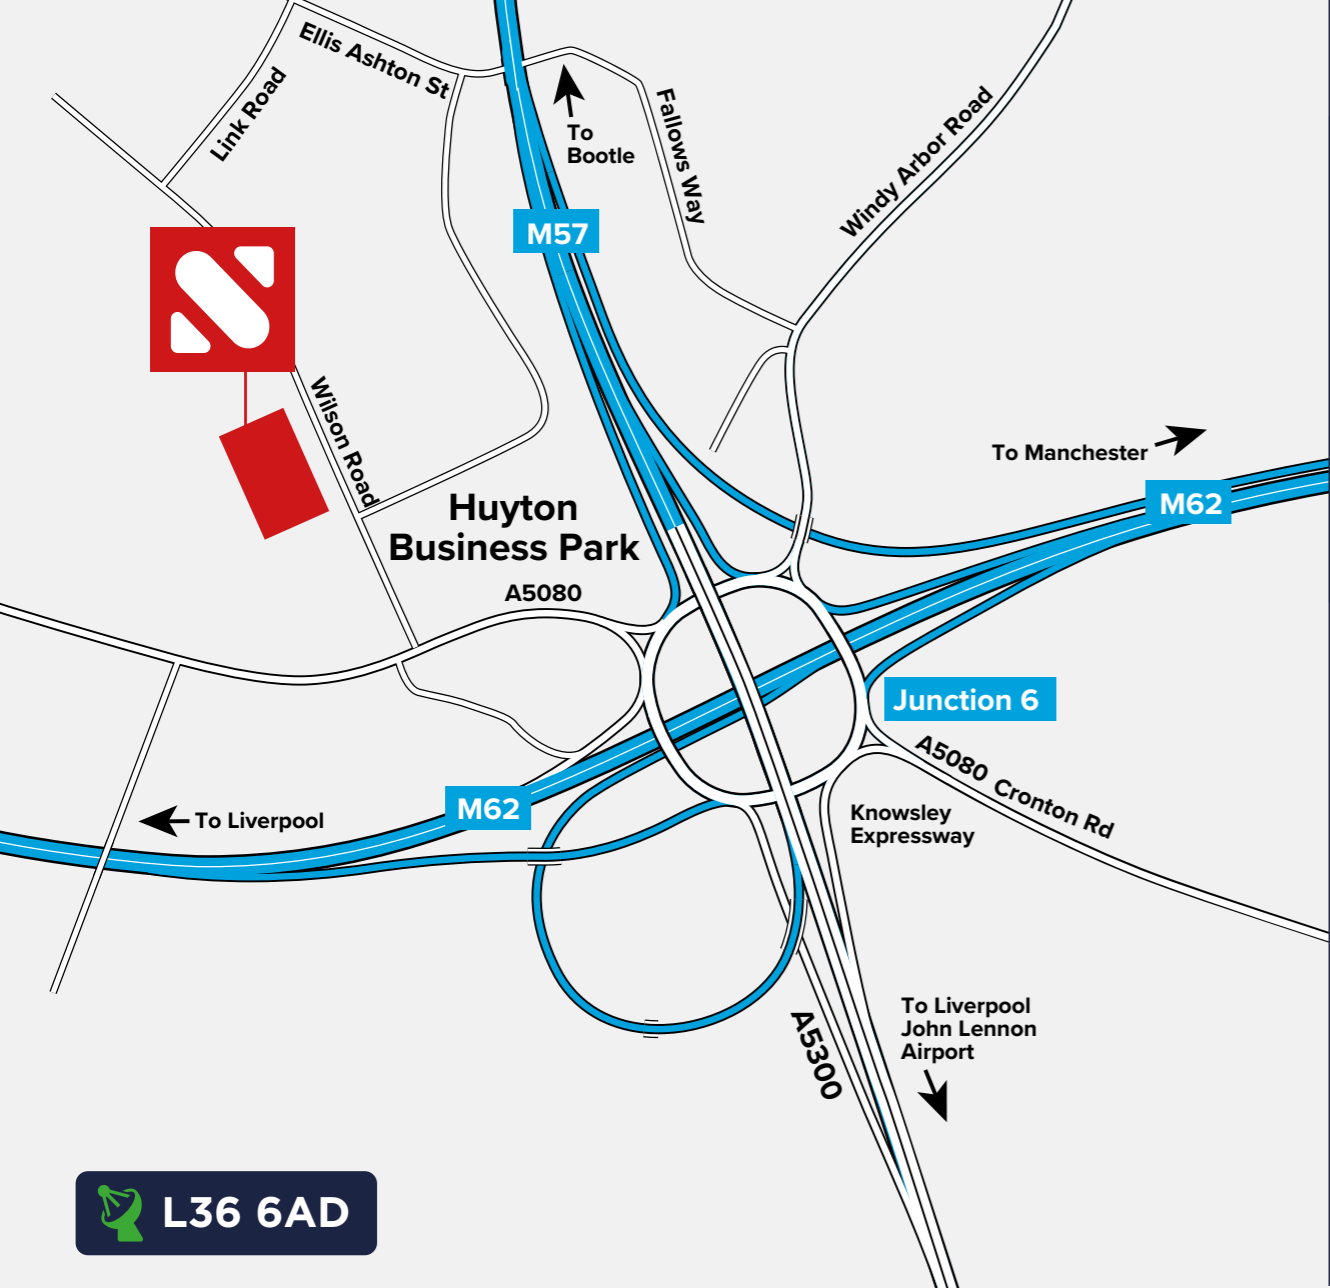 Ellis Ashton St
Link Road
To
Bootle
Fallows Way
Windy Arbor Road
M57
Wilson Road
To Manchester
M62
Huyton
Business Park
A5080
Junction 6
A5080 Cronton Rd
M62
To Liverpool
Knowsley
Expressway
A5300
To Liverpool
John Lennon
Airport
L36 6AD